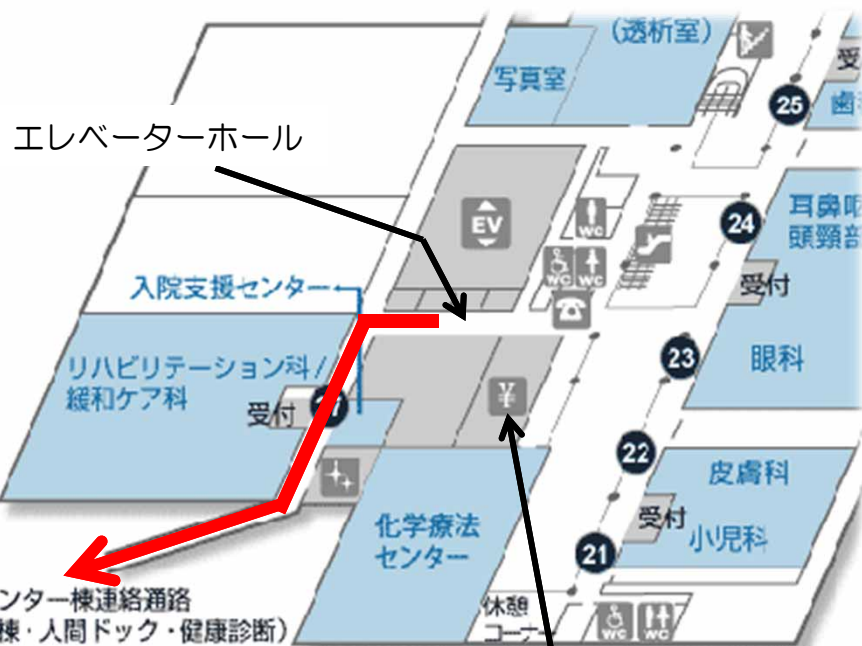 (透析室)
写真室
受
25
歯
エレベーターホール
EV
WC
24
耳鼻咽
頭頸部
WC
WC
受付
入院支援センター
23
眼科
リハビリテーション科/
緩和ケア科
¥
受付
22
皮膚科
受付
小児科
化学療法
センター
21
ンター棟連絡通路
棟・人間ドック・健康診断)
休憩
コーナー
WC
WC